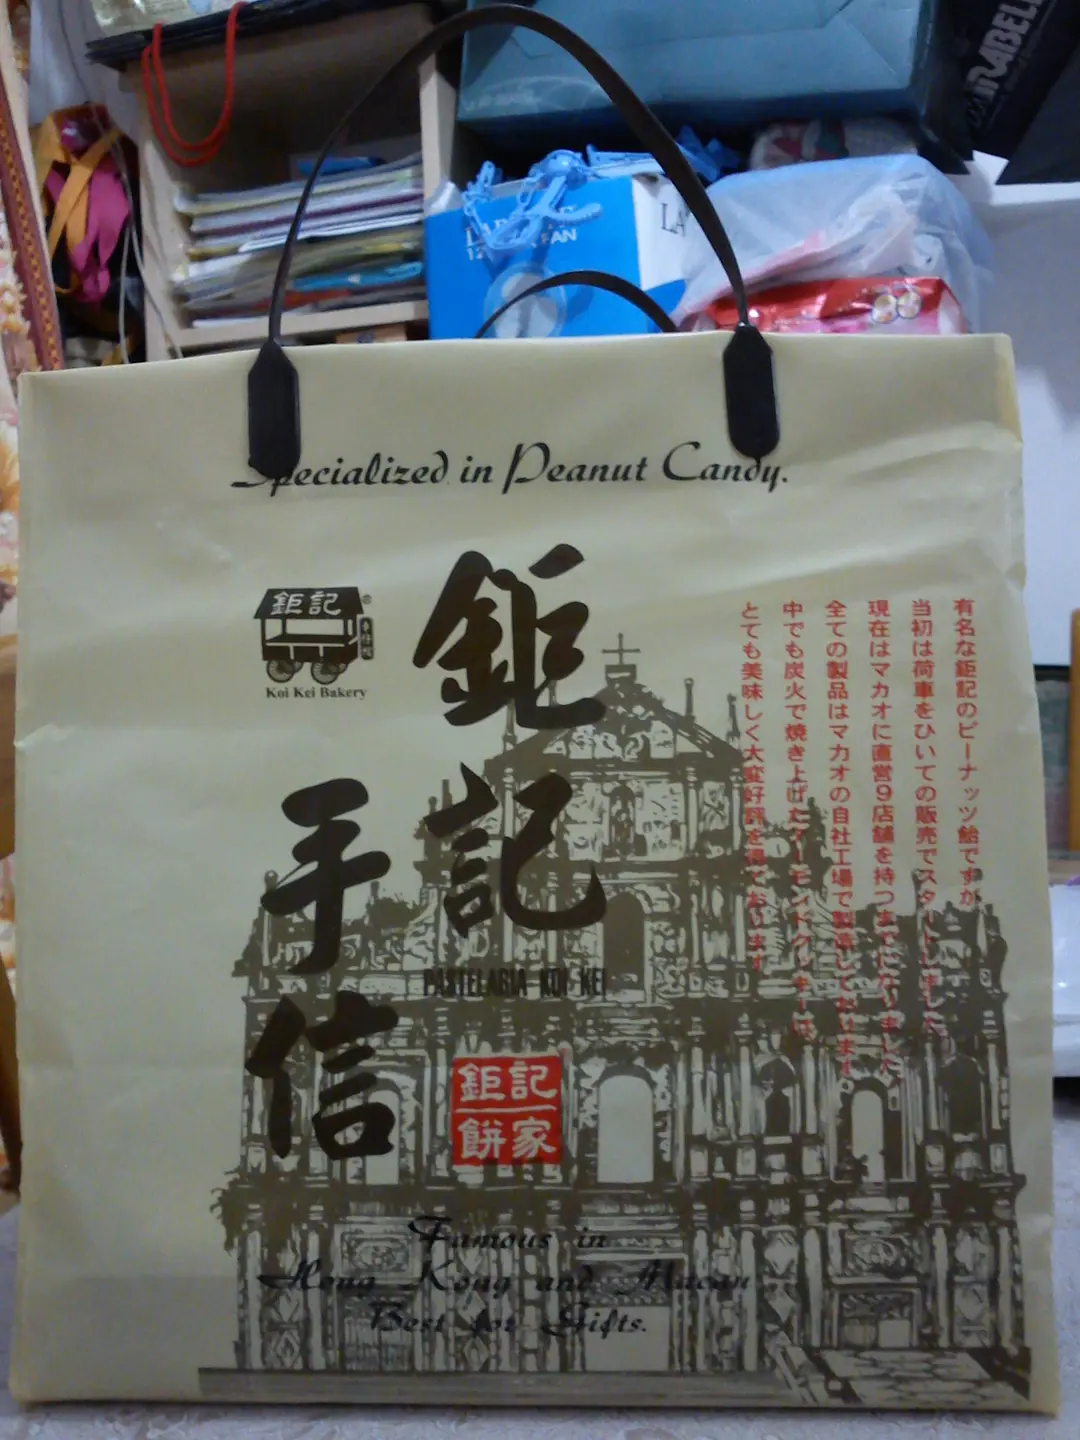 RABEL
LA
FAN
LA
Specialized in Peanut Candy.
鉅記
Koi Kei Bakery
鉅記
手信
PASTELARIA KOI KEI
鉅記
餅家
有名な鉅記のピーナッツ飴ですが
当初は荷車をひいての販売でスタートしました。
現在はマカオに直営9店舗を持つまでになりました
全ての製品はマカオの自社工場で製造しております。
中でも炭火で焼き上げたアーモンドクッキーは、
とても美味しく大変好評を得ております
Famous in
Hong Kong and Macau
Best for Gifts.